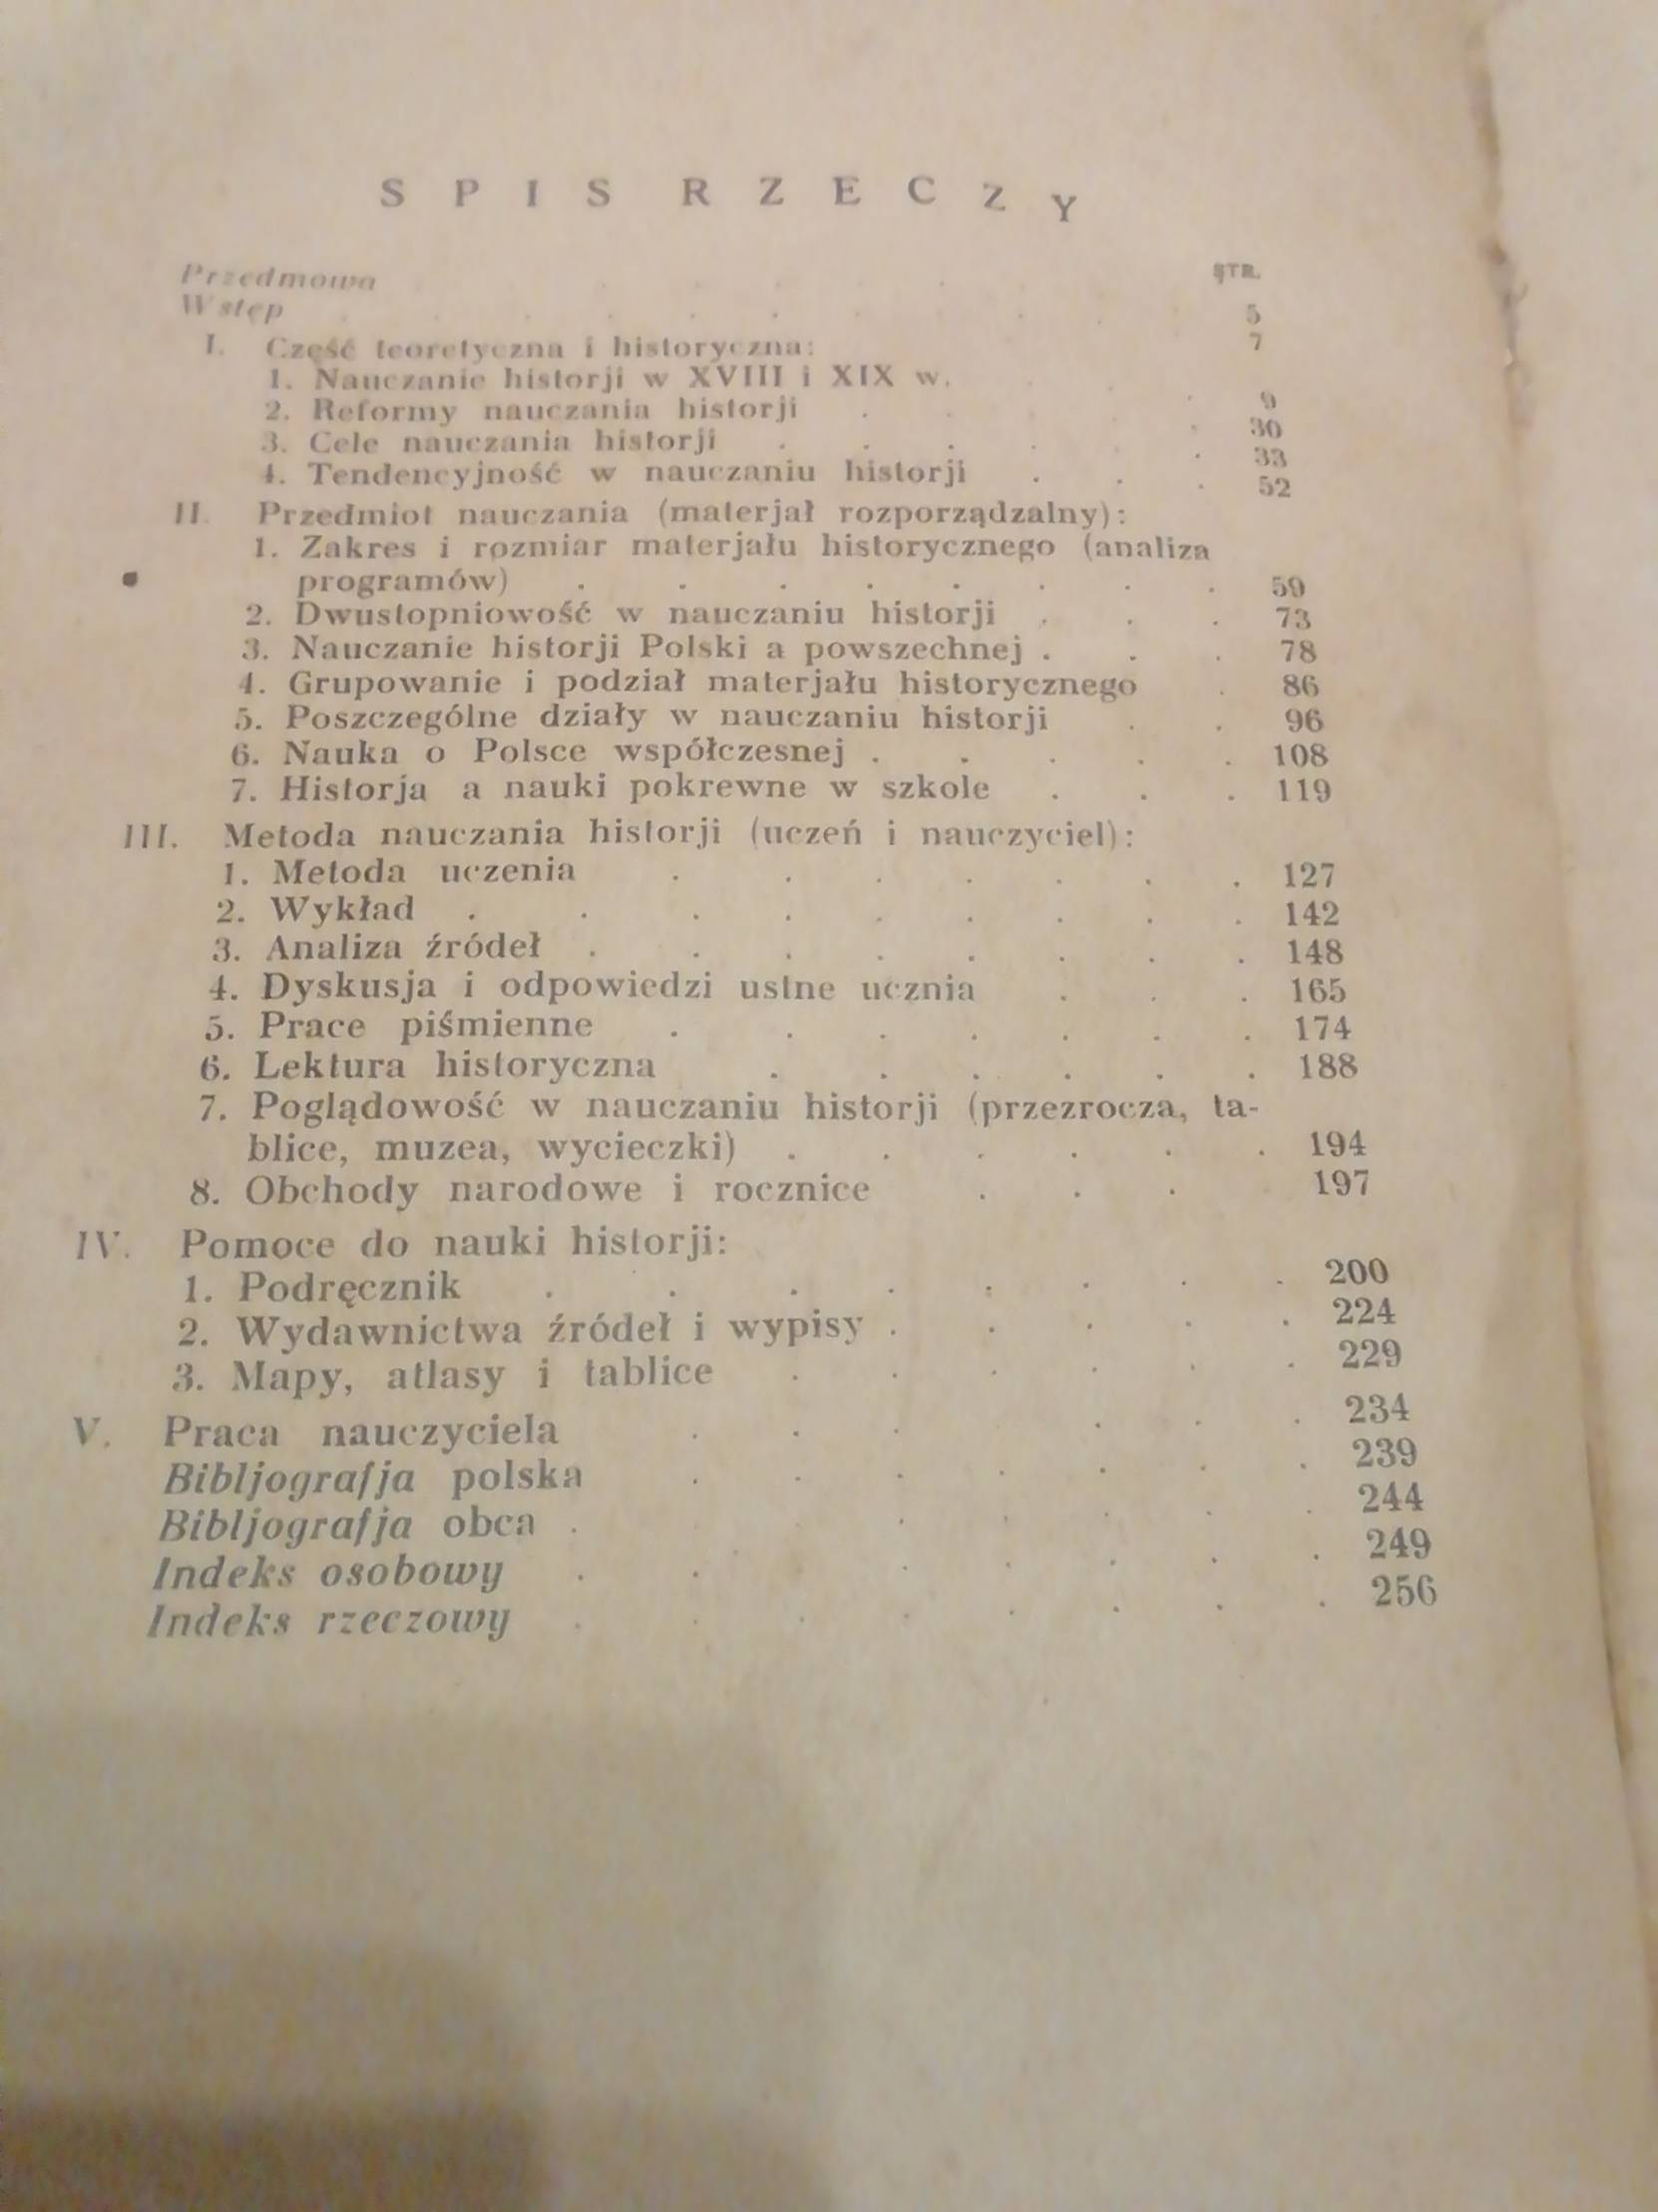 SPIS RZECZY
STR.
Przedmowa . . . . . 5
Wstęp . . . . . . . . . . 7
I. Część teoretyczna i historyczna:
1. Nauczanie historji w XVIII i XIX w. . . 9
2. Reformy nauczania historji . . . . 30
3. Cele nauczania historji . . . . . 33
4. Tendencyjność w nauczaniu historji . . . 52
II. Przedmiot nauczania (materjał rozporządzalny):
1. Zakres i rozmiar materjału historycznego (analiza
programów) . . . . . . . . 59
2. Dwustopniowość w nauczaniu historji . . . 73
3. Nauczanie historji Polski a powszechnej . . . 78
4. Grupowanie i podział materjału historycznego . 86
5. Poszczególne działy w nauczaniu historji . . 96
6. Nauka o Polsce współczesnej . . . . . 108
7. Historja a nauki pokrewne w szkole . . . 119
III. Metoda nauczania historji (uczeń i nauczyciel):
1. Metoda uczenia . . . . . . . 127
2. Wykład . . . . . . . . . 142
3. Analiza źródeł . . . . . . . . 148
4. Dyskusja i odpowiedzi ustne ucznia . . . 165
5. Prace piśmienne . . . . . . . 174
6. Lektura historyczna . . . . . . 188
7. Poglądowość w nauczaniu historji (przezrocza, ta-
blice, muzea, wycieczki) . . . . . . 194
8. Obchody narodowe i rocznice . . . 197
IV. Pomoce do nauki historji:
1. Podręcznik . . . . . . . . 200
2. Wydawnictwa źródeł i wypisy . . . . . 224
3. Mapy, atlasy i tablice . . . . . . 229
V. Praca nauczyciela . . . . . . 234
Bibljografja polska . . . . . . . 239
Bibljografja obca . . . . . . . 244
Indeks osobowy . . . . . . . . 249
Indeks rzeczowy . . . . . . . . 256